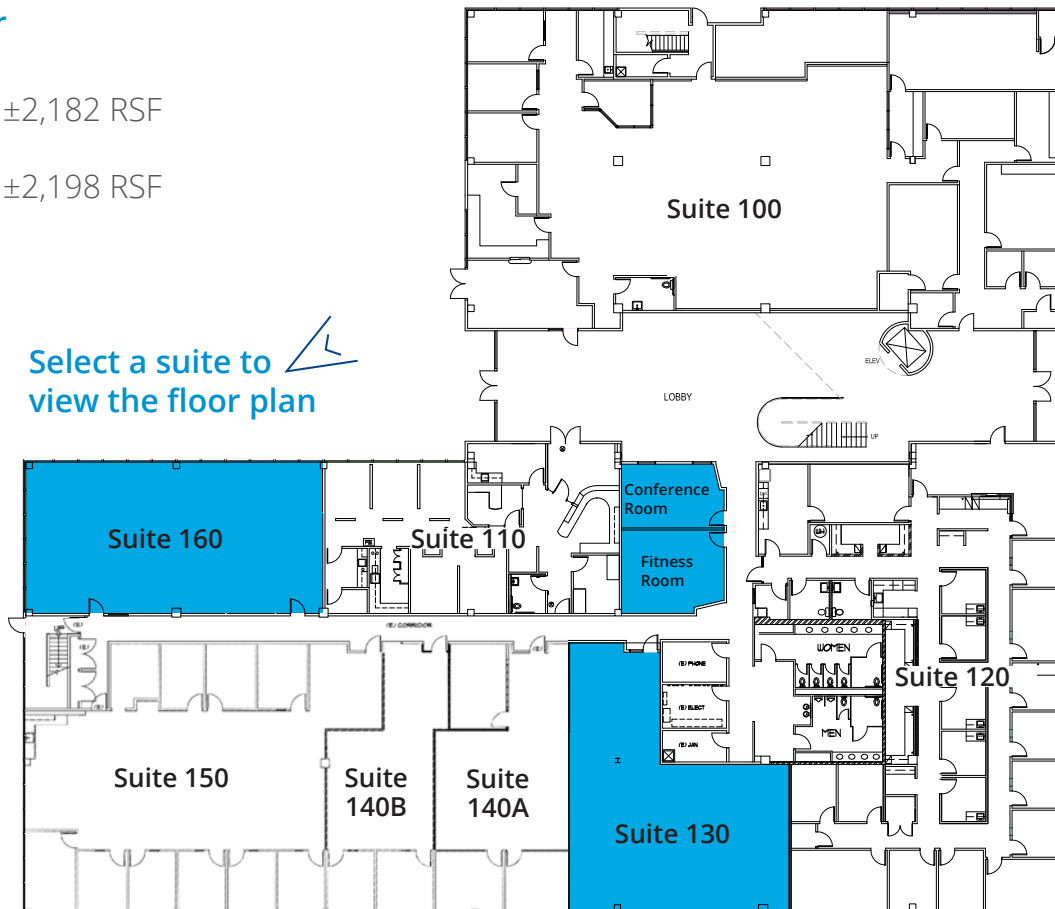 r
±2,182 RSF
±2,198 RSF
Suite 100
Select a suite to
view the floor plan
ELEV
LOBBY
UP
Conference
Room
Suite 160
Suite 110
Fitness
Room
(E) CORRIDOR
WOMEN
(E) PHONE
Suite 120
(E) ELECT
MEN
(E) JAN
Suite 150
Suite
140B
Suite
140A
Suite 130